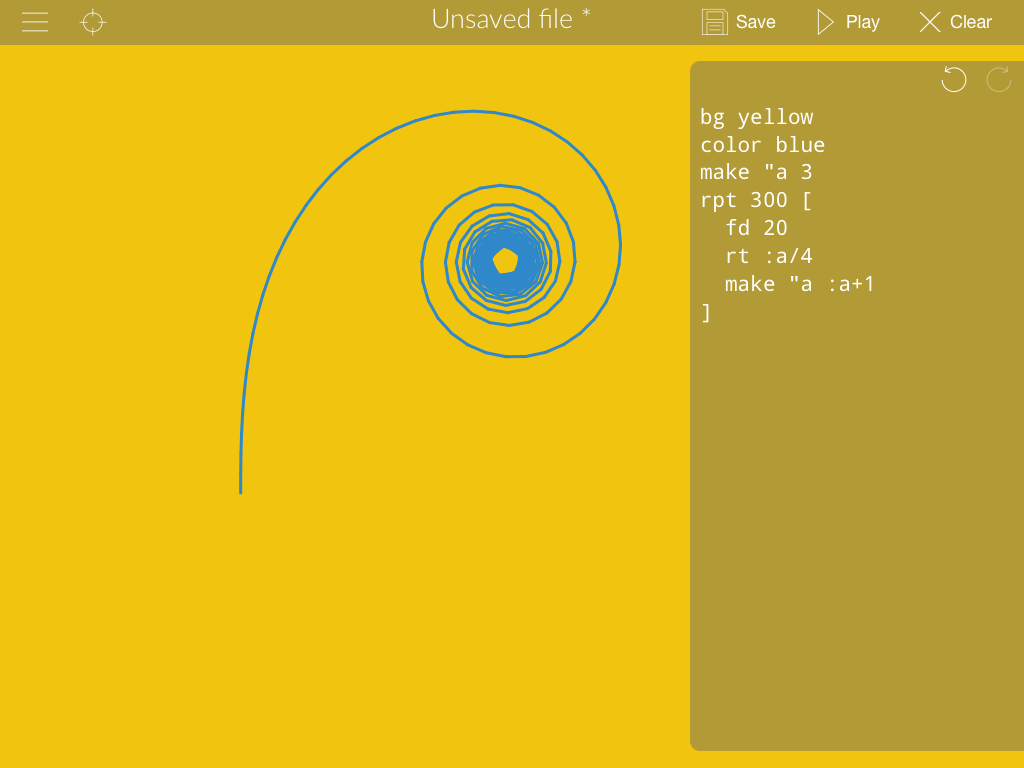 Unsaved file *
Save
Play
Clear
bg yellow
color blue
make "a 3
rpt 300 [
  fd 20
  rt :a/4
  make "a :a+1
]